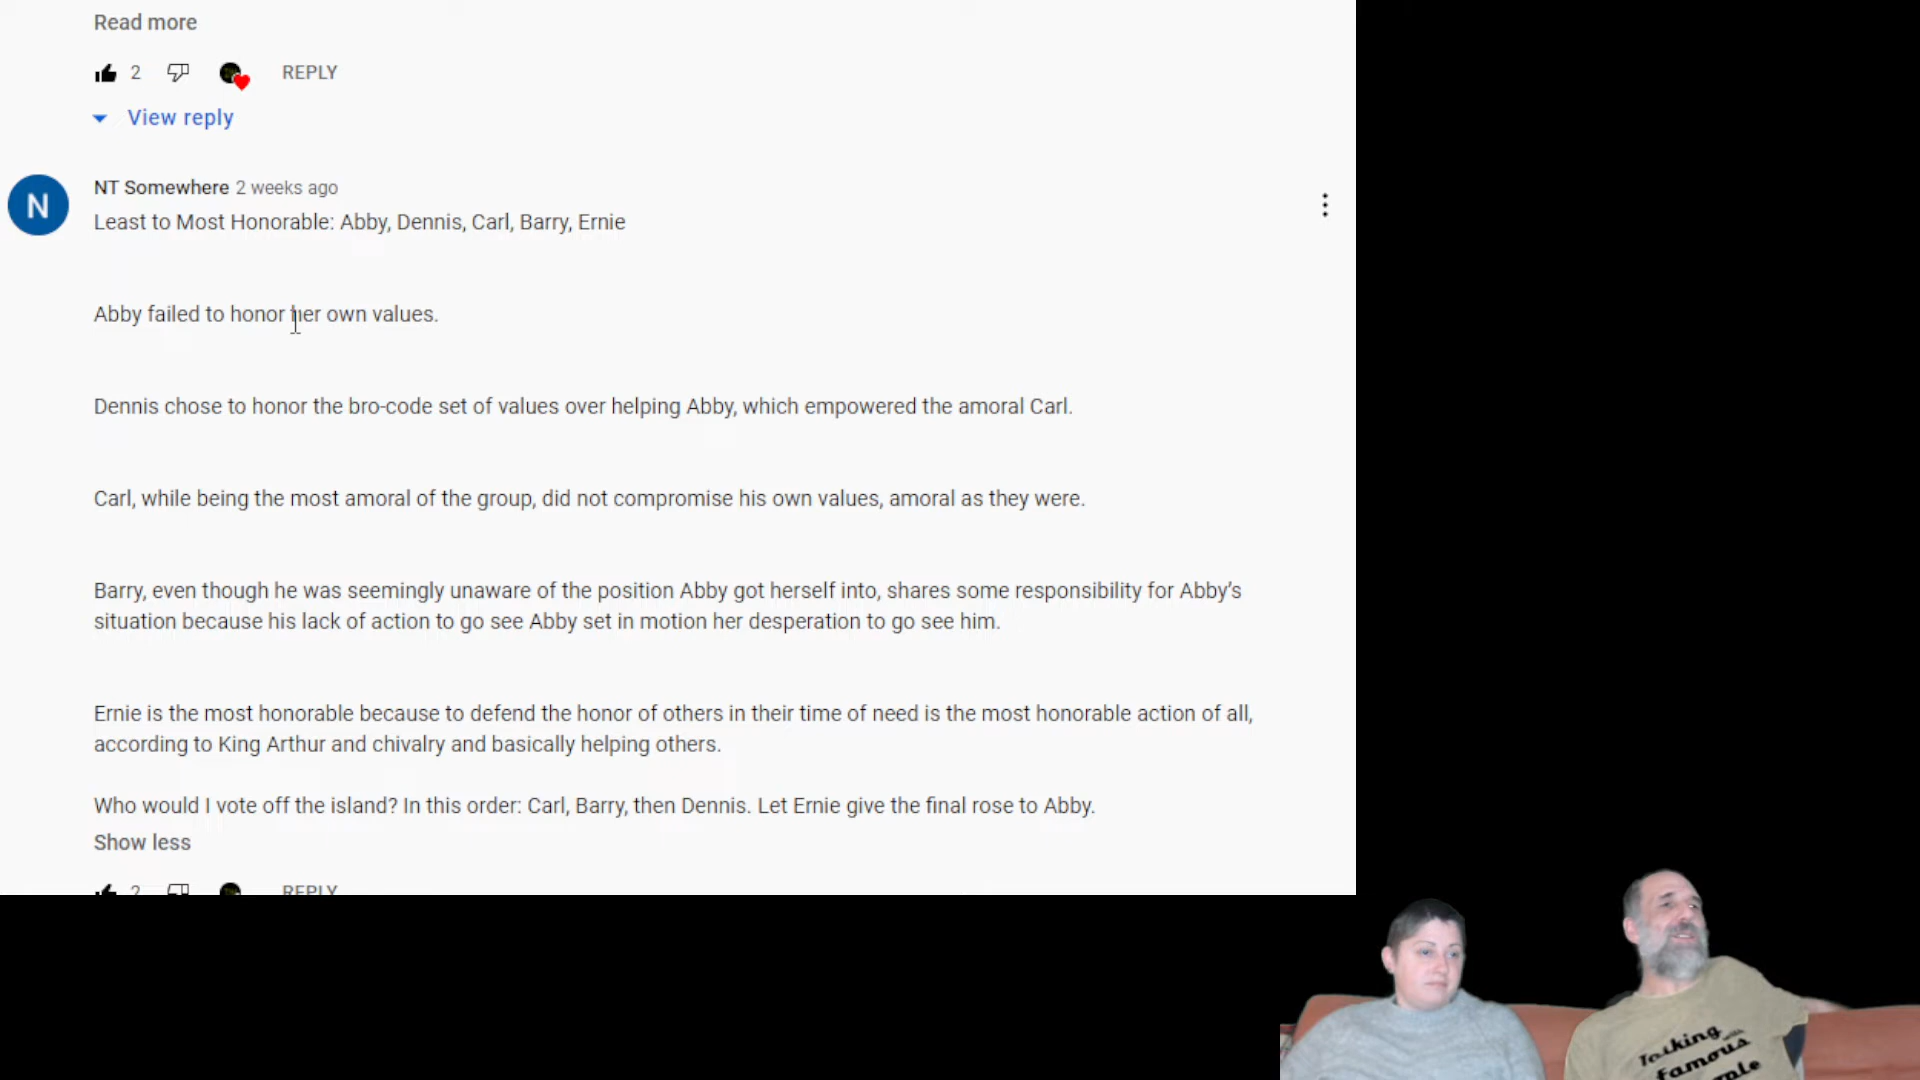 Read more
2
REPLY
View reply
N
NT Somewhere 2 weeks ago
Least to Most Honorable: Abby, Dennis, Carl, Barry, Ernie
Abby failed to honor her own values.
Dennis chose to honor the bro-code set of values over helping Abby, which empowered the amoral Carl.
Carl, while being the most amoral of the group, did not compromise his own values, amoral as they were.
Barry, even though he was seemingly unaware of the position Abby got herself into, shares some responsibility for Abby’s
situation because his lack of action to go see Abby set in motion her desperation to go see him.
Ernie is the most honorable because to defend the honor of others in their time of need is the most honorable action of all,
according to King Arthur and chivalry and basically helping others.
Who would I vote off the island? In this order: Carl, Barry, then Dennis. Let Ernie give the final rose to Abby.
Show less
2
REPLY
Talking with
Famous